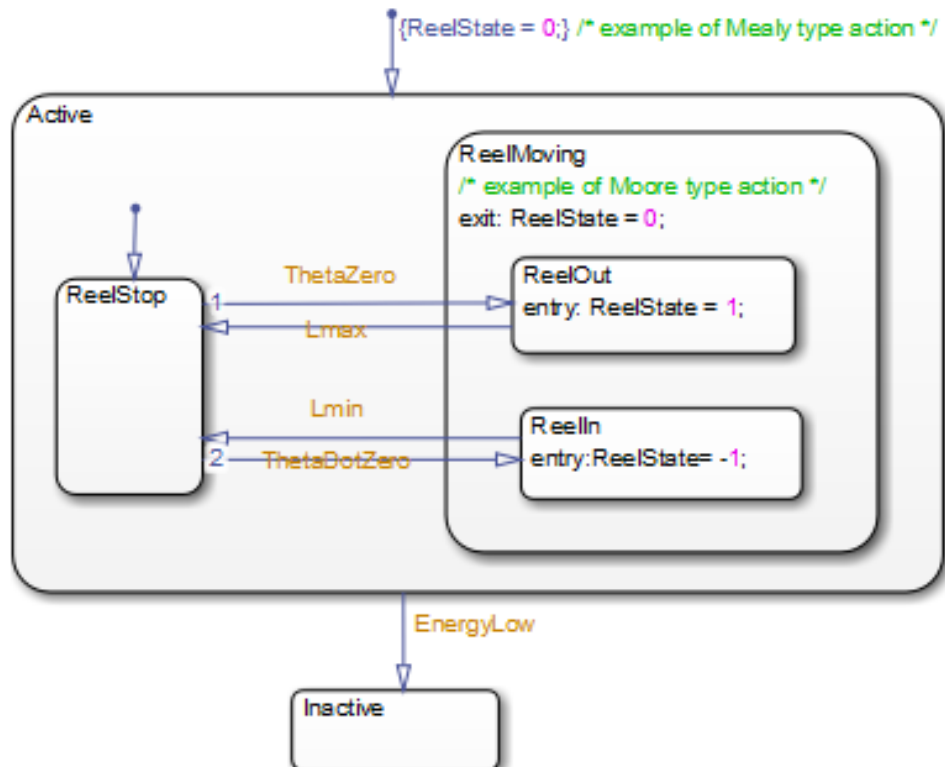 {ReelState = 0;} /* example of Mealy type action */
Active
ReelMoving
/* example of Moore type action */
exit: ReelState = 0;
ReelStop
1
ThetaZero
ReelOut
entry: ReelState = 1;
Lmax
Lmin
ReelIn
2
ThetaDotZero
entry:ReelState= -1;
EnergyLow
Inactive